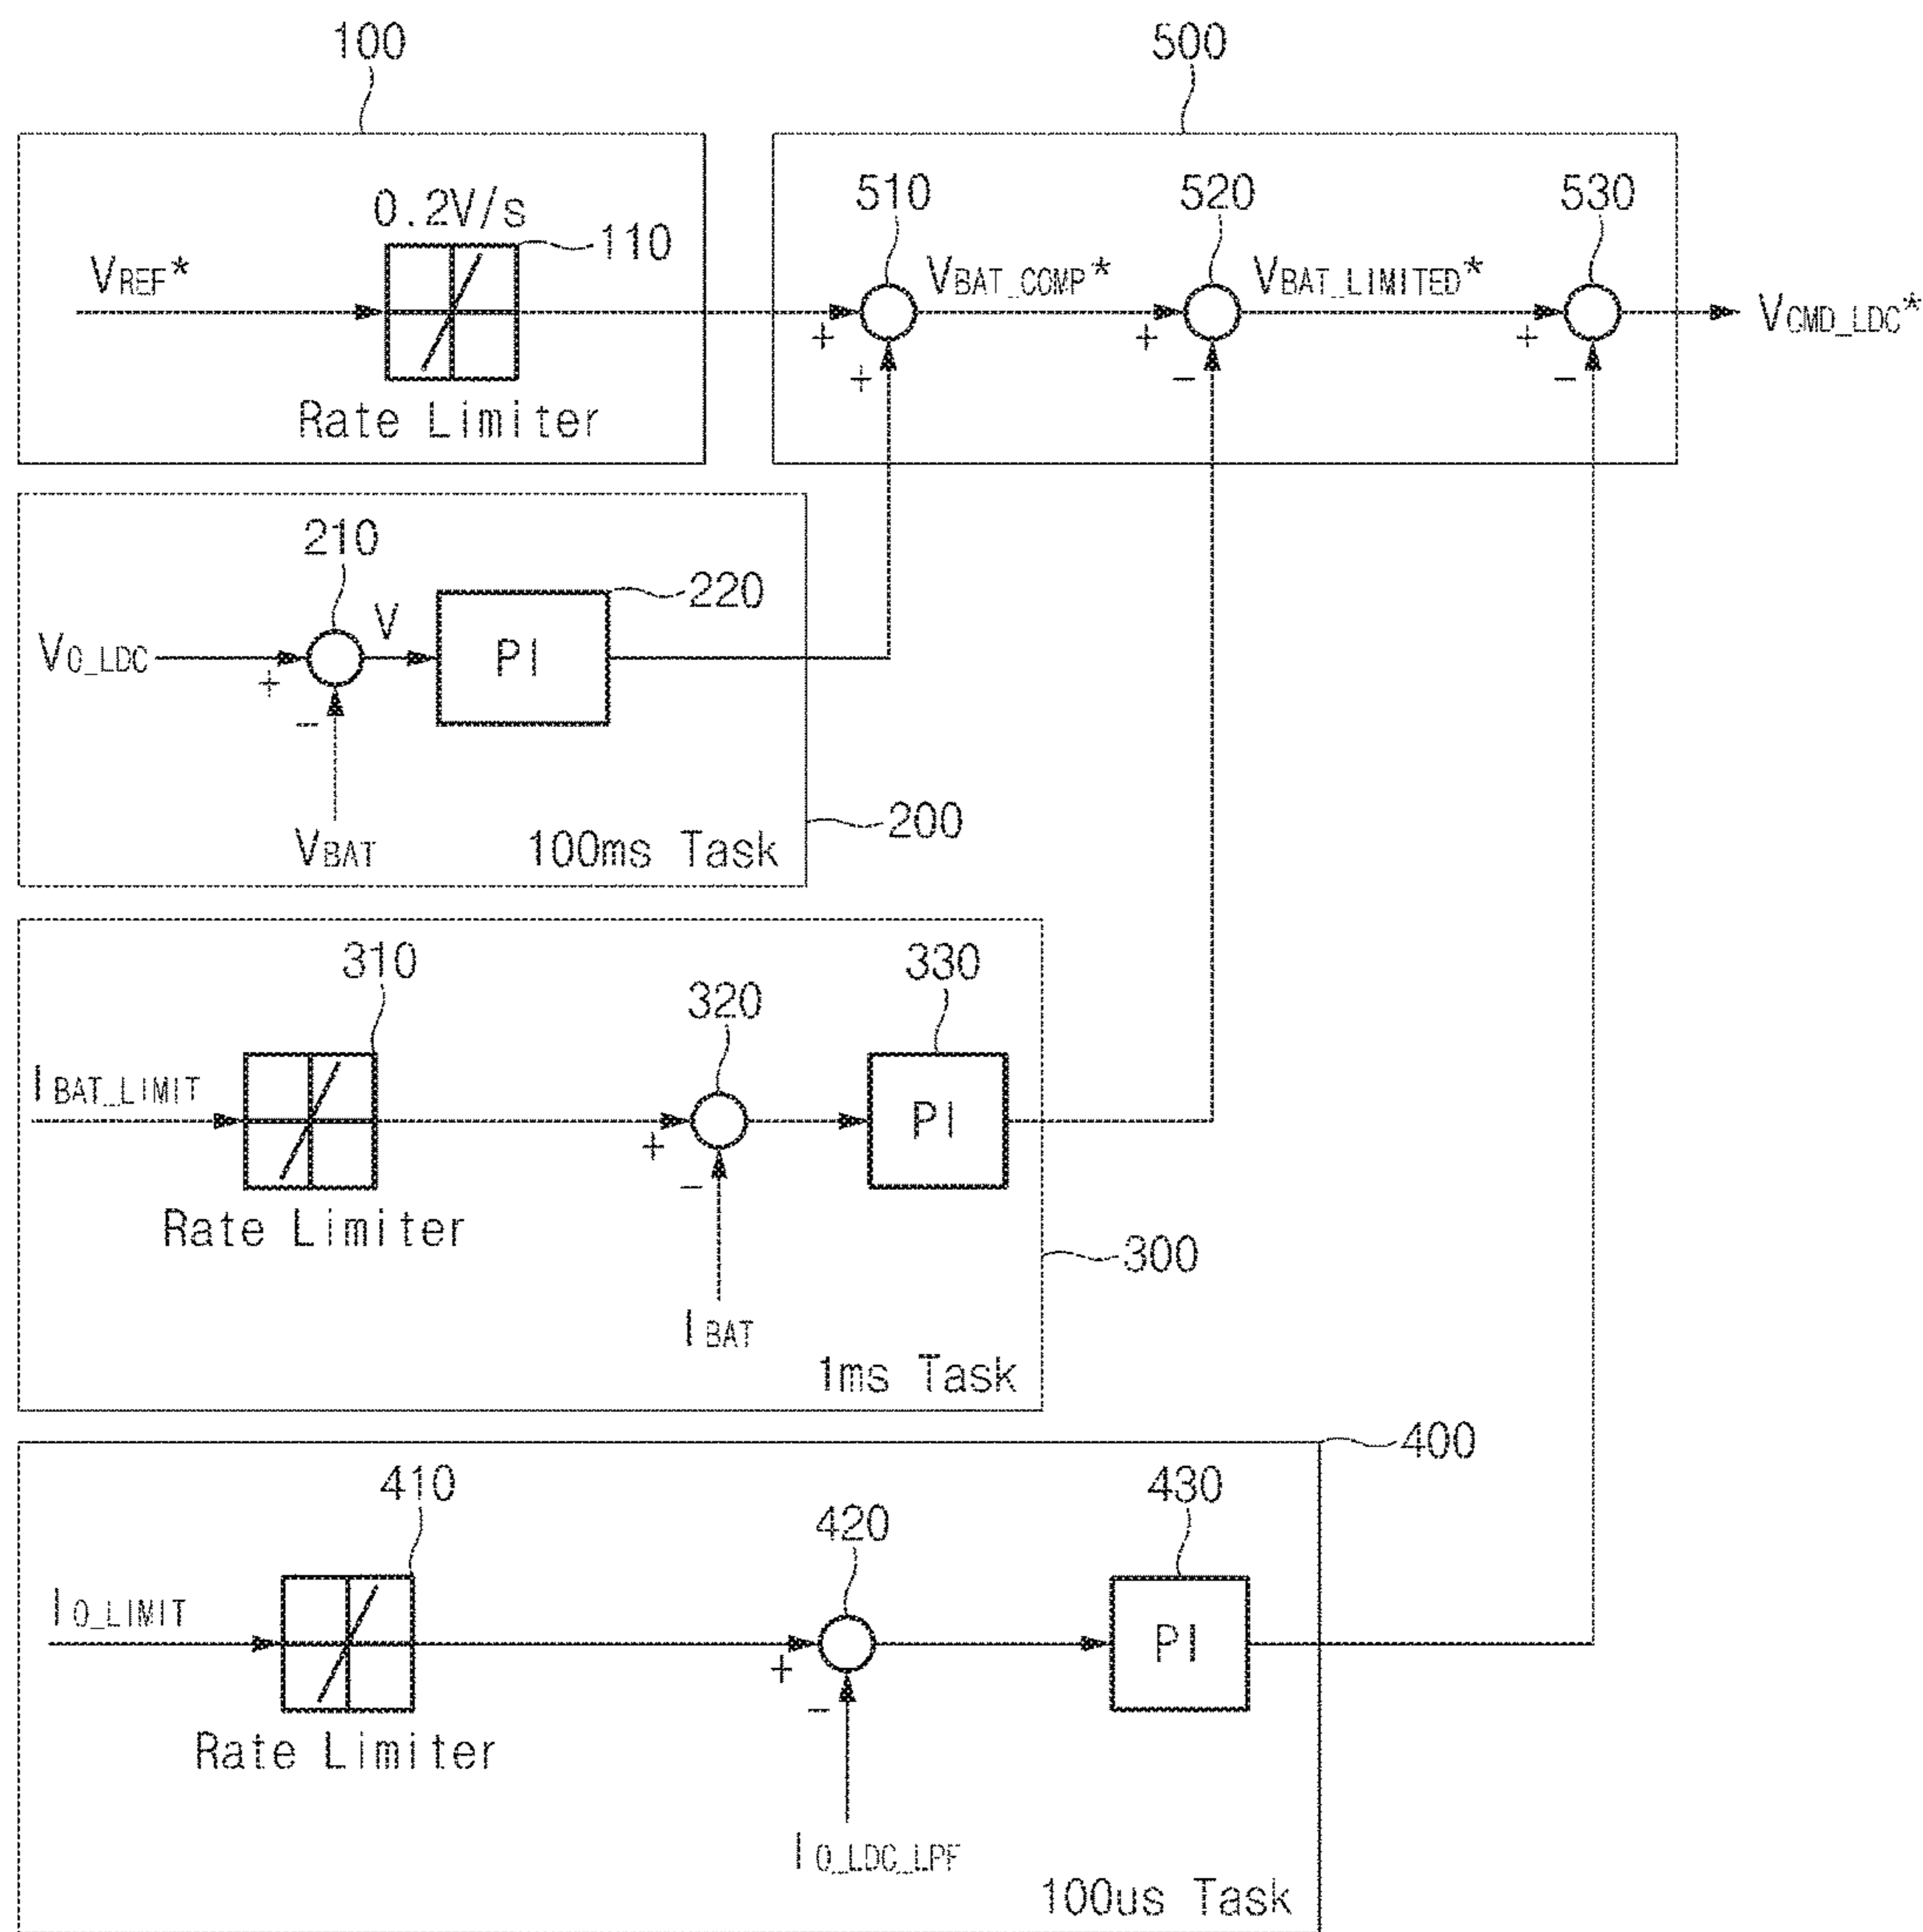 100
500
0.2V/s
110
VREF*
Rate Limiter
510
520
530
VBAT_COMP*
VBAT_LIMITED*
VCMD_LDC*
+
+
+
-
+
-
210
220
VO_LDC
V
PI
+
-
VBAT
100ms Task
200
310
320
330
IBAT_LIMIT
PI
+
-
Rate Limiter
IBAT
1ms Task
300
400
410
420
430
IO_LIMIT
PI
+
-
Rate Limiter
IO_LDC_LPF
100us Task